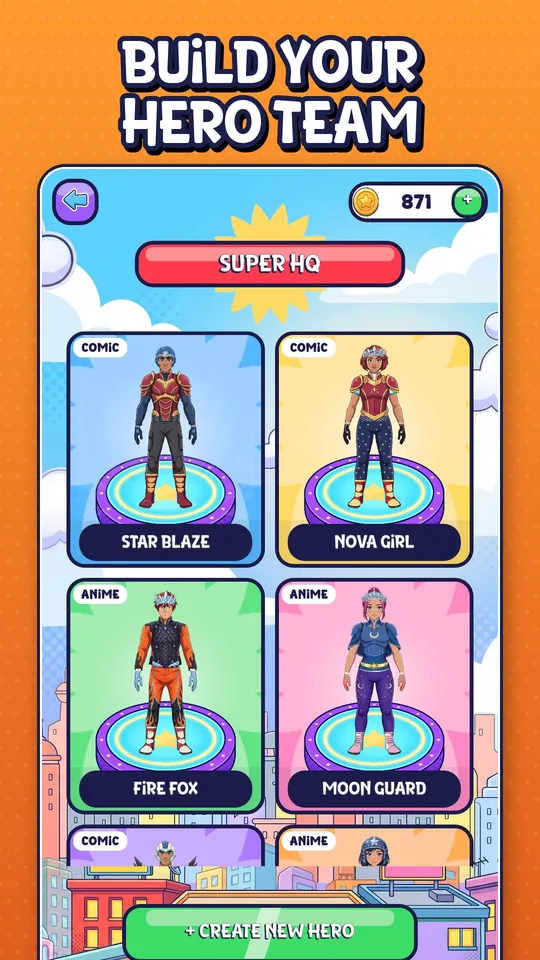 BUiLD YOUR
HERO TEAM
871
+
SUPER HQ
COMiC
COMiC
STAR BLAZE
NOVA GiRL
ANiME
ANiME
FiRE FOX
MOON GUARD
COMiC
ANiME
+ CREATE NEW HERO